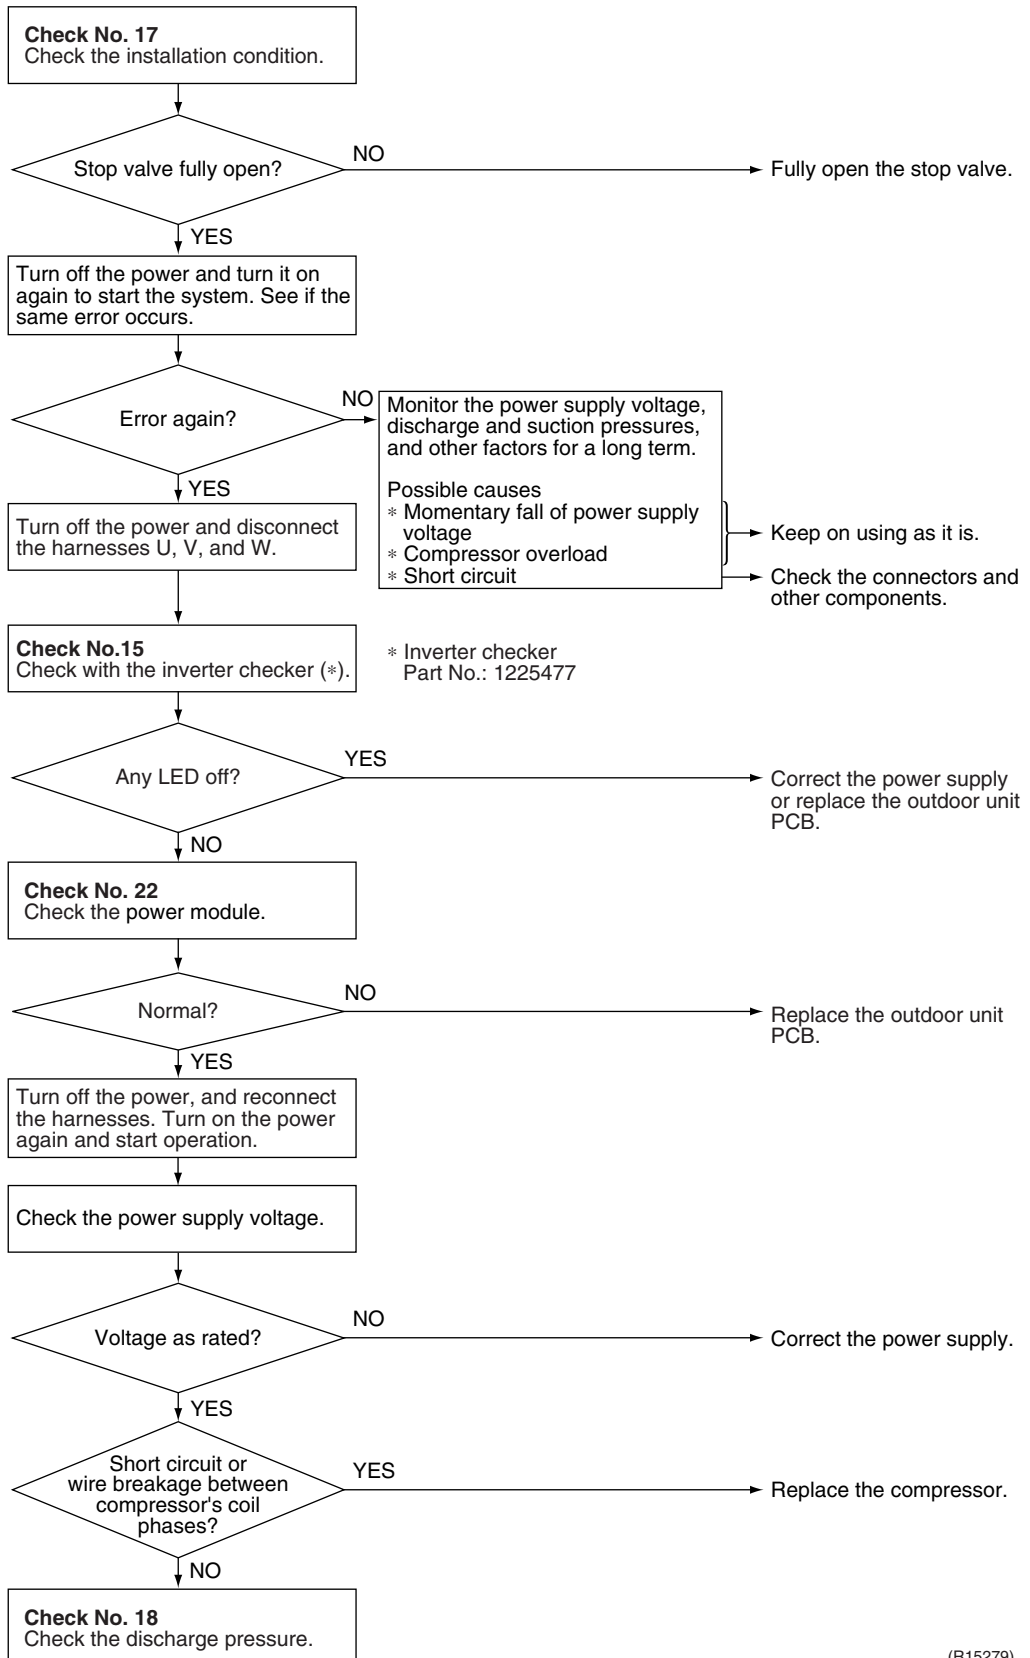 Check No. 17
Check the installation condition.
Stop valve fully open?
NO
Fully open the stop valve.
YES
Turn off the power and turn it on
again to start the system. See if the
same error occurs.
Error again?
NO
Monitor the power supply voltage,
discharge and suction pressures,
and other factors for a long term.
Possible causes
* Momentary fall of power supply
voltage
* Compressor overload
* Short circuit
Keep on using as it is.
Check the connectors and
other components.
YES
Turn off the power and disconnect
the harnesses U, V, and W.
Check No.15
Check with the inverter checker (*).
* Inverter checker
Part No.: 1225477
Any LED off?
YES
Correct the power supply
or replace the outdoor unit
PCB.
NO
Check No. 22
Check the power module.
Normal?
NO
Replace the outdoor unit
PCB.
YES
Turn off the power, and reconnect
the harnesses. Turn on the power
again and start operation.
Check the power supply voltage.
Voltage as rated?
NO
Correct the power supply.
YES
Short circuit or
wire breakage between
compressor's coil
phases?
YES
Replace the compressor.
NO
Check No. 18
Check the discharge pressure.
(R15279)